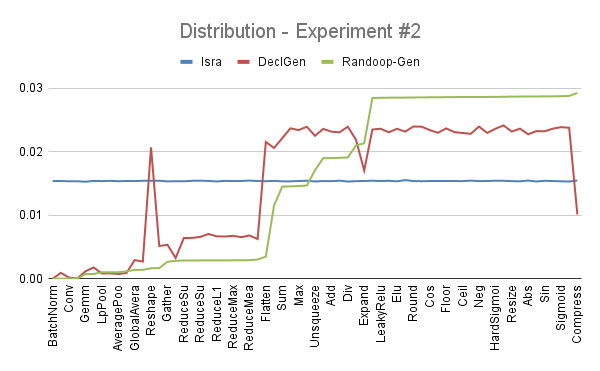 Distribution - Experiment #2
Isra DeclGen Randoop-Gen
0.03
0.02
0.01
0.00
BatchNorm
Conv
Gemm
LpPool
AveragePoo
GlobalAvera
Reshape
Gather
ReduceSu
ReduceSu
ReduceL1
ReduceMax
ReduceMea
Flatten
Sum
Max
Unsqueeze
Add
Div
Expand
LeakyRelu
Elu
Round
Cos
Floor
Ceil
Neg
HardSigmoi
Resize
Abs
Sin
Sigmoid
Compress